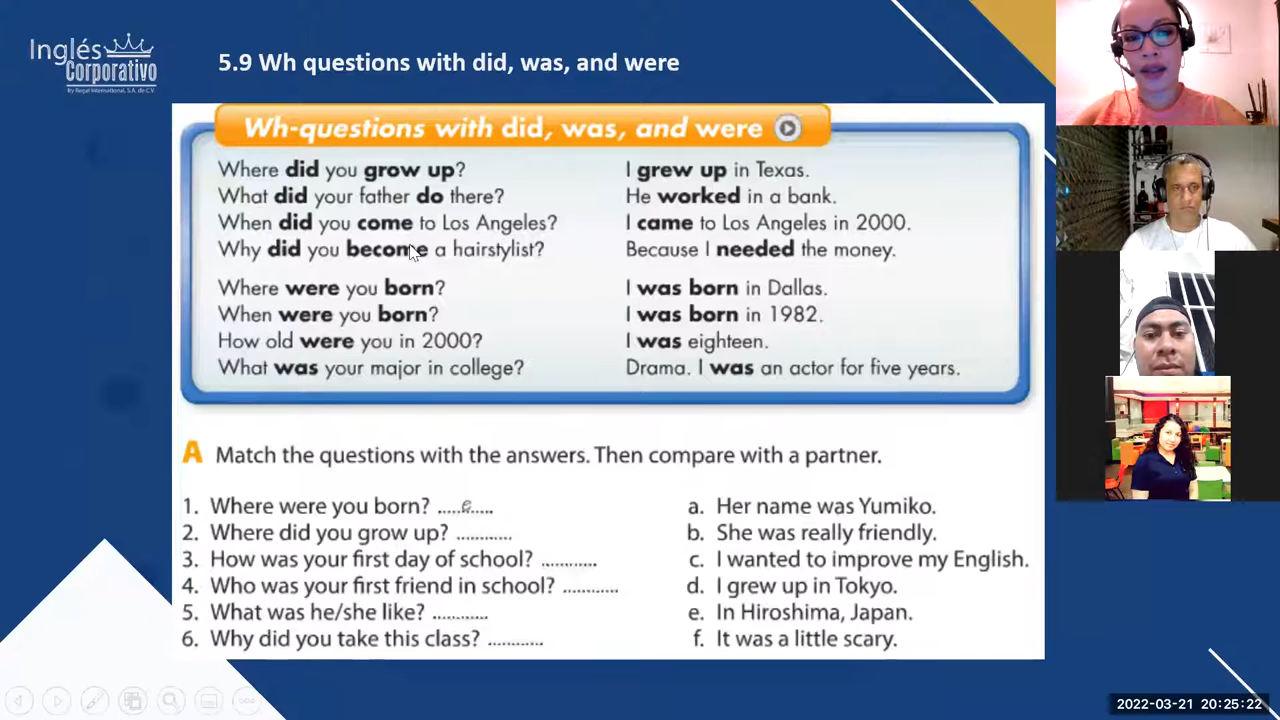 Inglés
Corporativo
By Regal International, S.A. de C.V.
5.9 Wh questions with did, was, and were
Wh-questions with did, was, and were
Where did you grow up? I grew up in Texas.
What did your father do there? He worked in a bank.
When did you come to Los Angeles? I came to Los Angeles in 2000.
Why did you become a hairstylist? Because I needed the money.
Where were you born? I was born in Dallas.
When were you born? I was born in 1982.
How old were you in 2000? I was eighteen.
What was your major in college? Drama. I was an actor for five years.
A Match the questions with the answers. Then compare with a partner.
1. Where were you born? .....e..... a. Her name was Yumiko.
2. Where did you grow up? ............ b. She was really friendly.
3. How was your first day of school? ............ c. I wanted to improve my English.
4. Who was your first friend in school? ............ d. I grew up in Tokyo.
5. What was he/she like? ............ e. In Hiroshima, Japan.
6. Why did you take this class? ............ f. It was a little scary.
2022-03-21 20:25:22